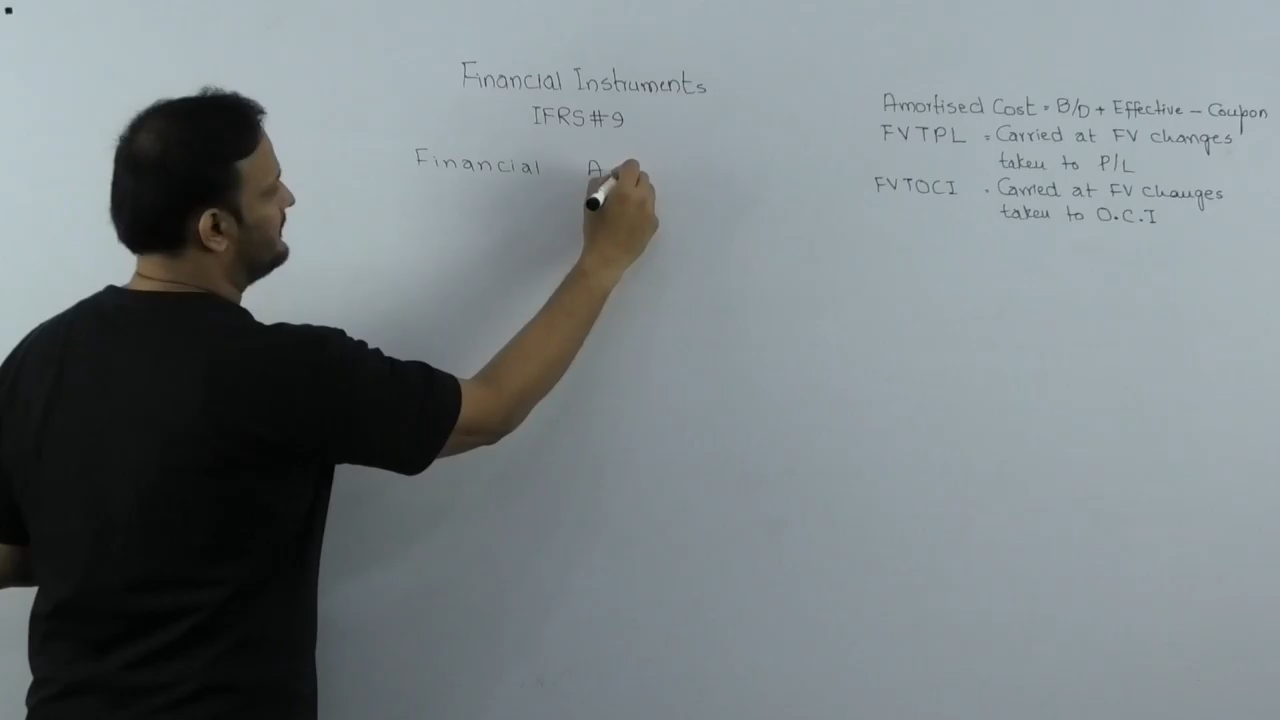 Financial Instruments
IFRS#9
Financial A
Amortised Cost = B/D + Effective - Coupon
FVTPL = Carried at FV changes
taken to P/L
FVTOCI = Carried at FV changes
taken to O.C.I